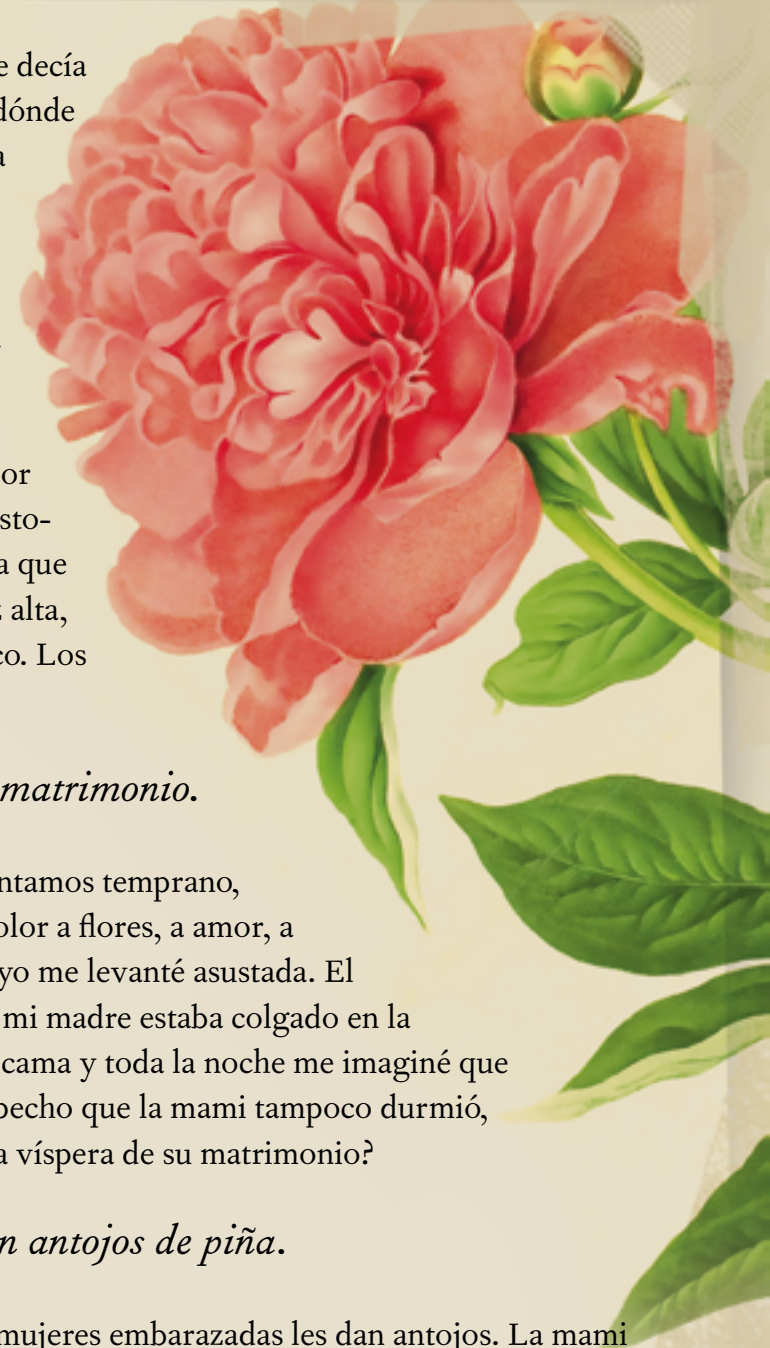 e decía
dónde
a
or
sto-
a que
z alta,
co. Los
matrimonio.
ntamos temprano,
olor a flores, a amor, a
yo me levanté asustada. El
mi madre estaba colgado en la
cama y toda la noche me imaginé que
pecho que la mami tampoco durmió,
a víspera de su matrimonio?
n antojos de piña.
mujeres embarazadas les dan antojos. La mami